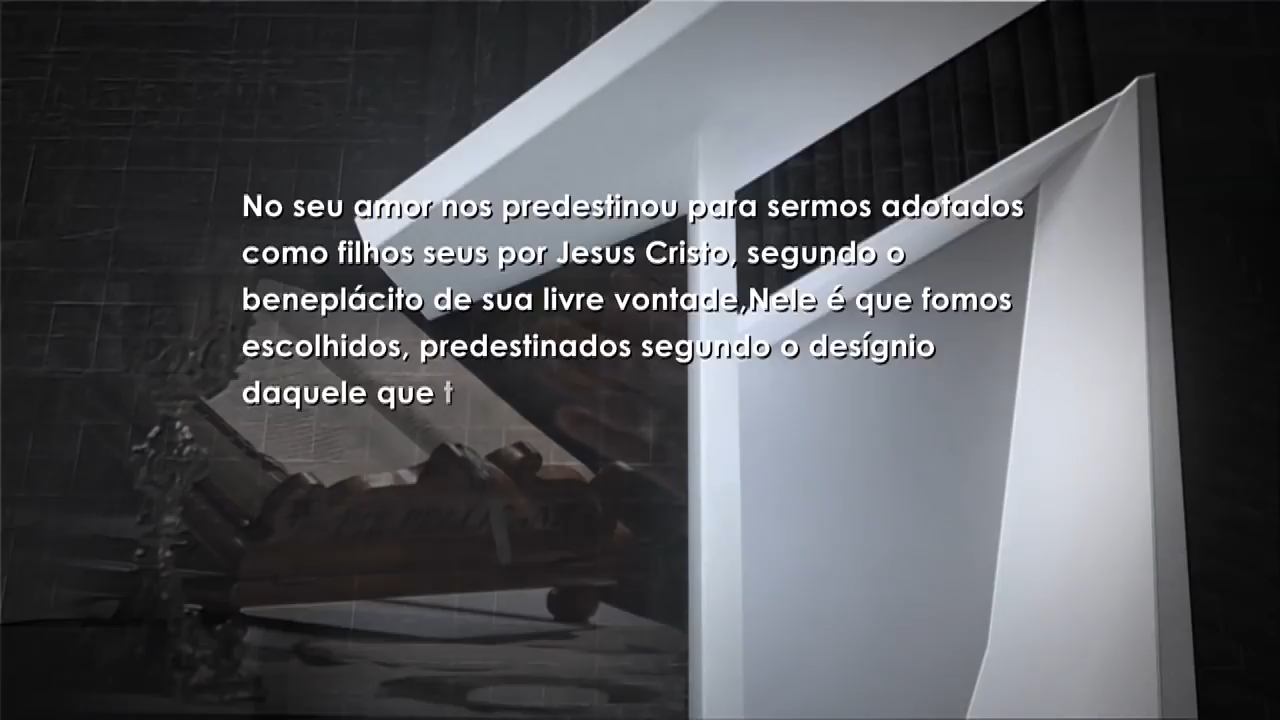 No seu amor nos predestinou para sermos adotados
como filhos seus por Jesus Cristo, segundo o
beneplácito de sua livre vontade,Nele é que fomos
escolhidos, predestinados segundo o desígnio
daquele que t